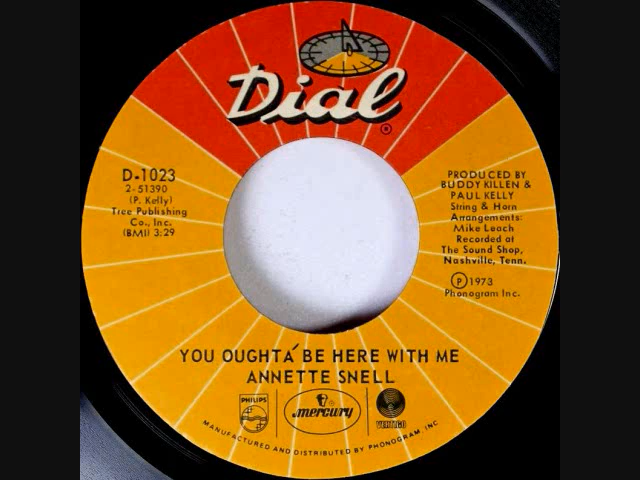 Dial
®
D-1023
2-51390
(P. Kelly)
Tree Publishing
Co., Inc.
(BMI) 3:29
PRODUCED BY
BUDDY KILLEN &
PAUL KELLY
String & Horn
Arrangements:
Mike Leach
Recorded at
The Sound Shop,
Nashville, Tenn.
Ⓟ1973
Phonogram Inc.
YOU OUGHTA' BE HERE WITH ME
ANNETTE SNELL
PHILIPS
mercury
VERTIGO
MANUFACTURED AND DISTRIBUTED BY PHONOGRAM, INC